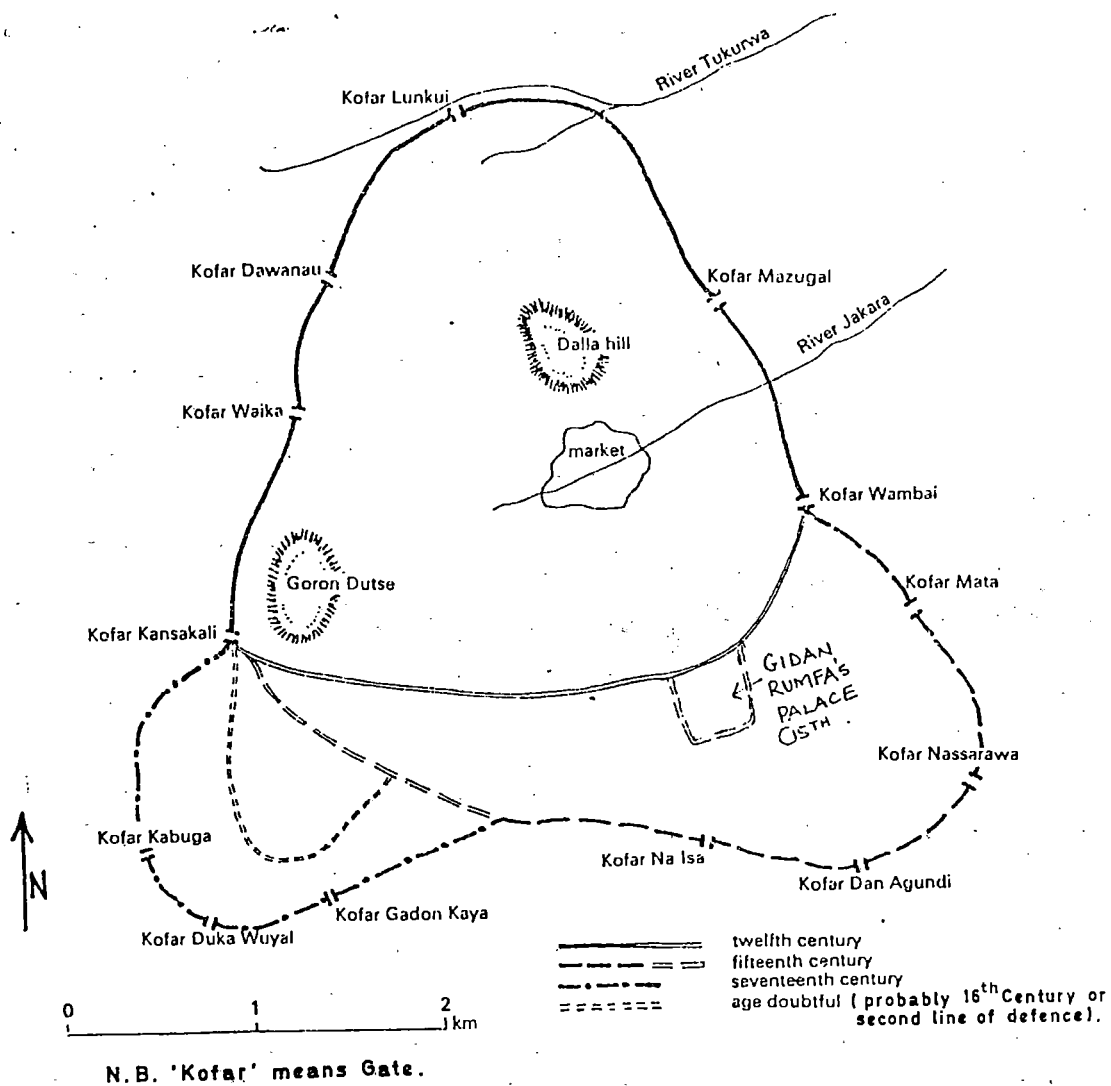 River Tukurwa
Kofar Lunkui
Kofar Dawanau
Kofar Mazugal
River Jakara
Dalla hill
Kofar Waika
market
Kofar Wambai
Goron Dutse
Kofar Mata
Kofar Kansakali
GIDAN
RUMFA'S
PALACE
C15TH
Kofar Nassarawa
Kofar Kabuga
Kofar Na Isa
Kofar Dan Agundi
N
Kofar Gadon Kaya
Kofar Duka Wuyal
twelfth century
fifteenth century
seventeenth century
age doubtful (probably 16th Century or
second line of defence).
0 1 2
km
N.B. 'Kofar' means Gate.